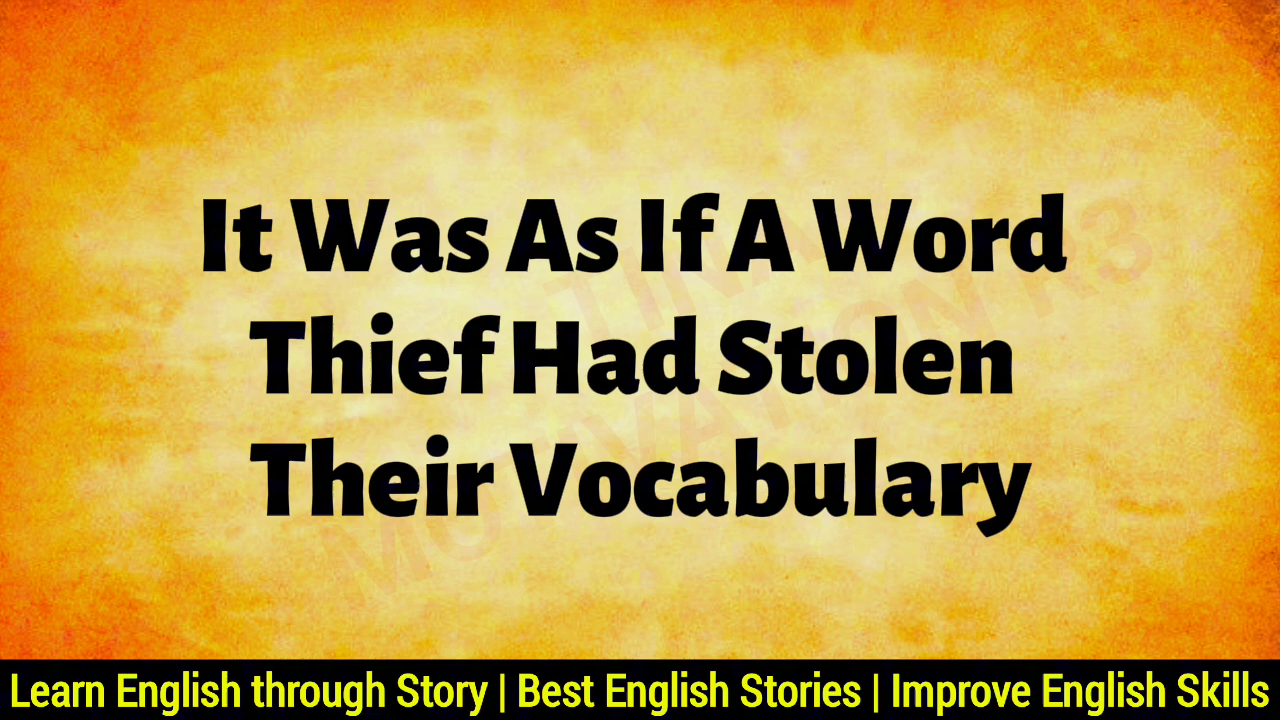 It Was As If A Word
Thief Had Stolen
Their Vocabulary
Learn English through Story | Best English Stories | Improve English Skills